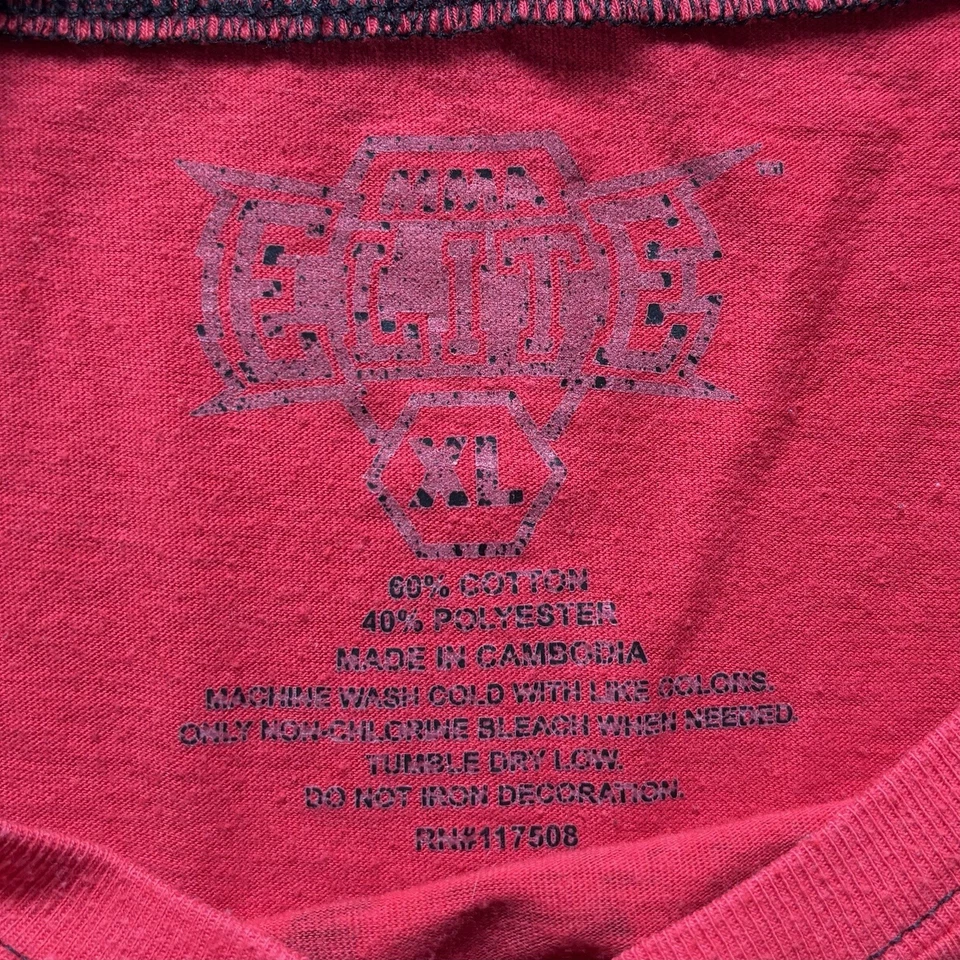 MMA
ELITE
XL
60% COTTON
40% POLYESTER
MADE IN CAMBODIA
MACHINE WASH COLD WITH LIKE COLORS.
ONLY NON-CHLORINE BLEACH WHEN NEEDED.
TUMBLE DRY LOW.
DO NOT IRON DECORATION.
RN#117508